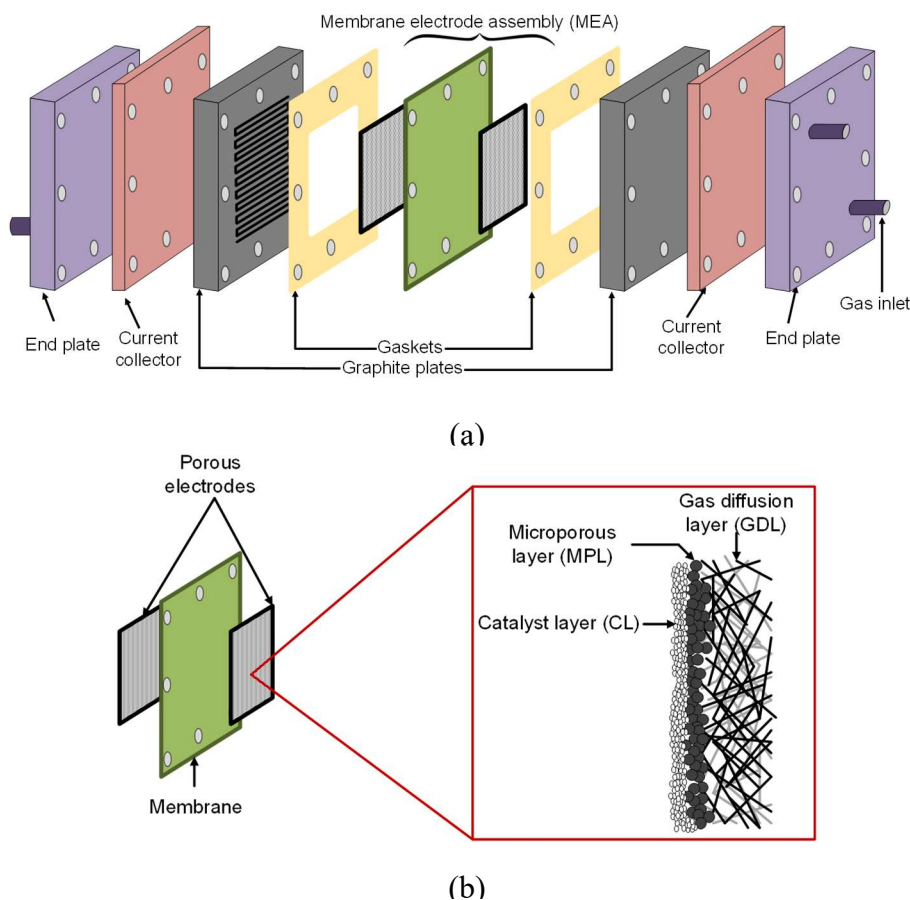 Membrane electrode assembly (MEA)
End plate
Current
collector
Gaskets
Graphite plates
Current
collector
End plate
Gas inlet
(a)
Porous
electrodes
Membrane
Gas diffusion
layer (GDL)
Microporous
layer (MPL)
Catalyst layer (CL)
(b)